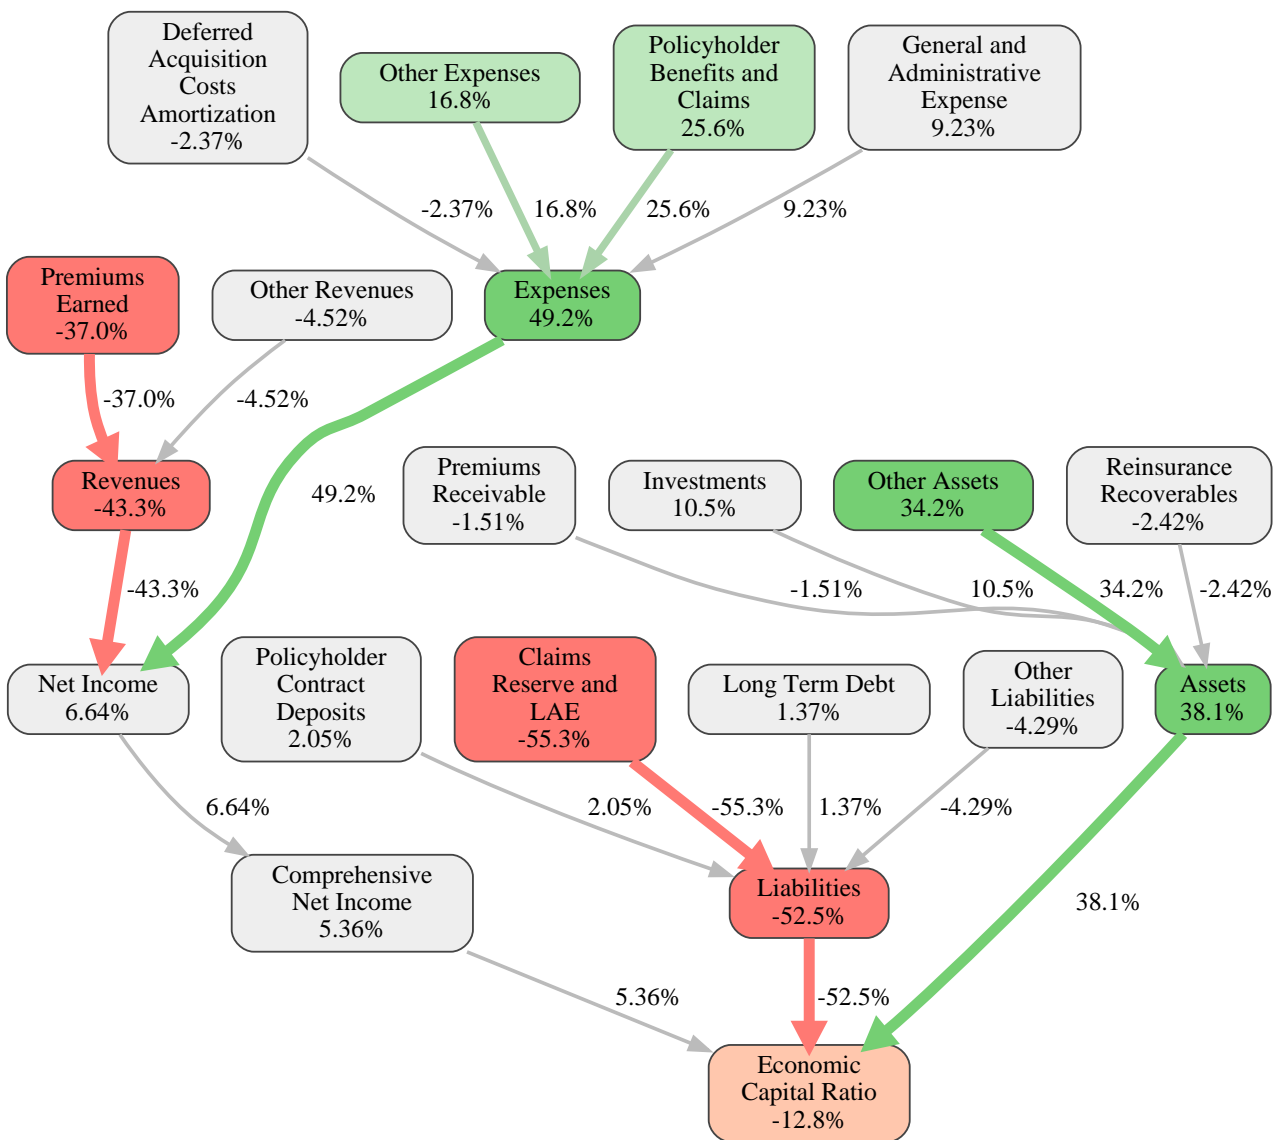 Deferred
Acquisition
Costs
Amortization
-2.37%
Other Expenses
16.8%
Policyholder
Benefits and
Claims
25.6%
General and
Administrative
Expense
9.23%
-2.37%
16.8%
25.6%
9.23%
Premiums
Earned
-37.0%
Other Revenues
-4.52%
Expenses
49.2%
-37.0%
-4.52%
49.2%
Revenues
-43.3%
Premiums
Receivable
-1.51%
Investments
10.5%
Other Assets
34.2%
Reinsurance
Recoverables
-2.42%
-43.3%
-1.51%
10.5%
34.2%
-2.42%
Net Income
6.64%
Policyholder
Contract
Deposits
2.05%
Claims
Reserve and
LAE
-55.3%
Long Term Debt
1.37%
Other
Liabilities
-4.29%
Assets
38.1%
6.64%
2.05%
-55.3%
1.37%
-4.29%
38.1%
Comprehensive
Net Income
5.36%
Liabilities
-52.5%
5.36%
-52.5%
Economic
Capital Ratio
-12.8%